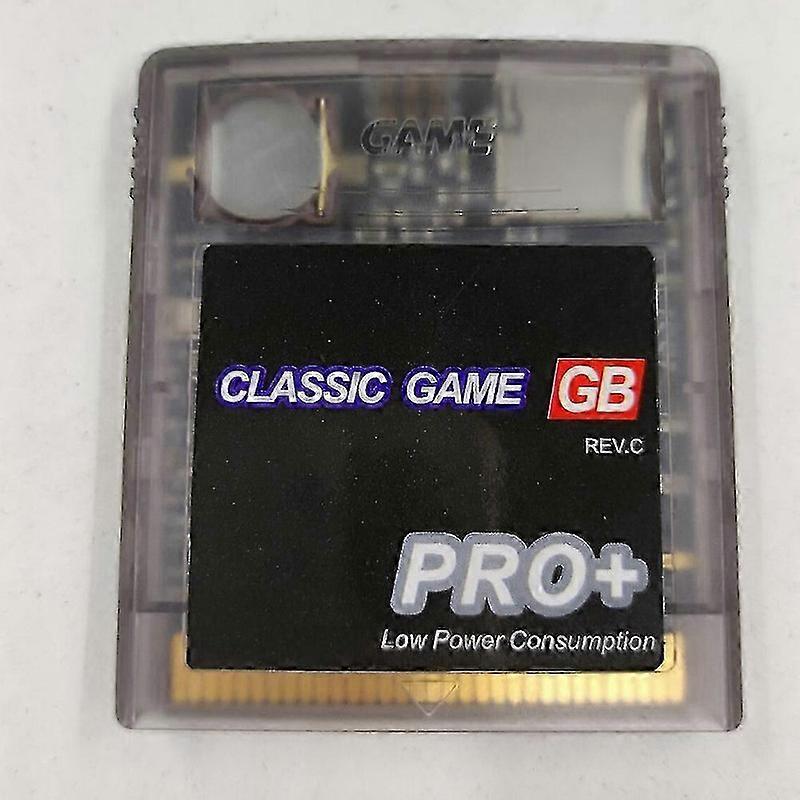 GAME
CLASSIC GAME GB
REV.C
PRO+
Low Power Consumption